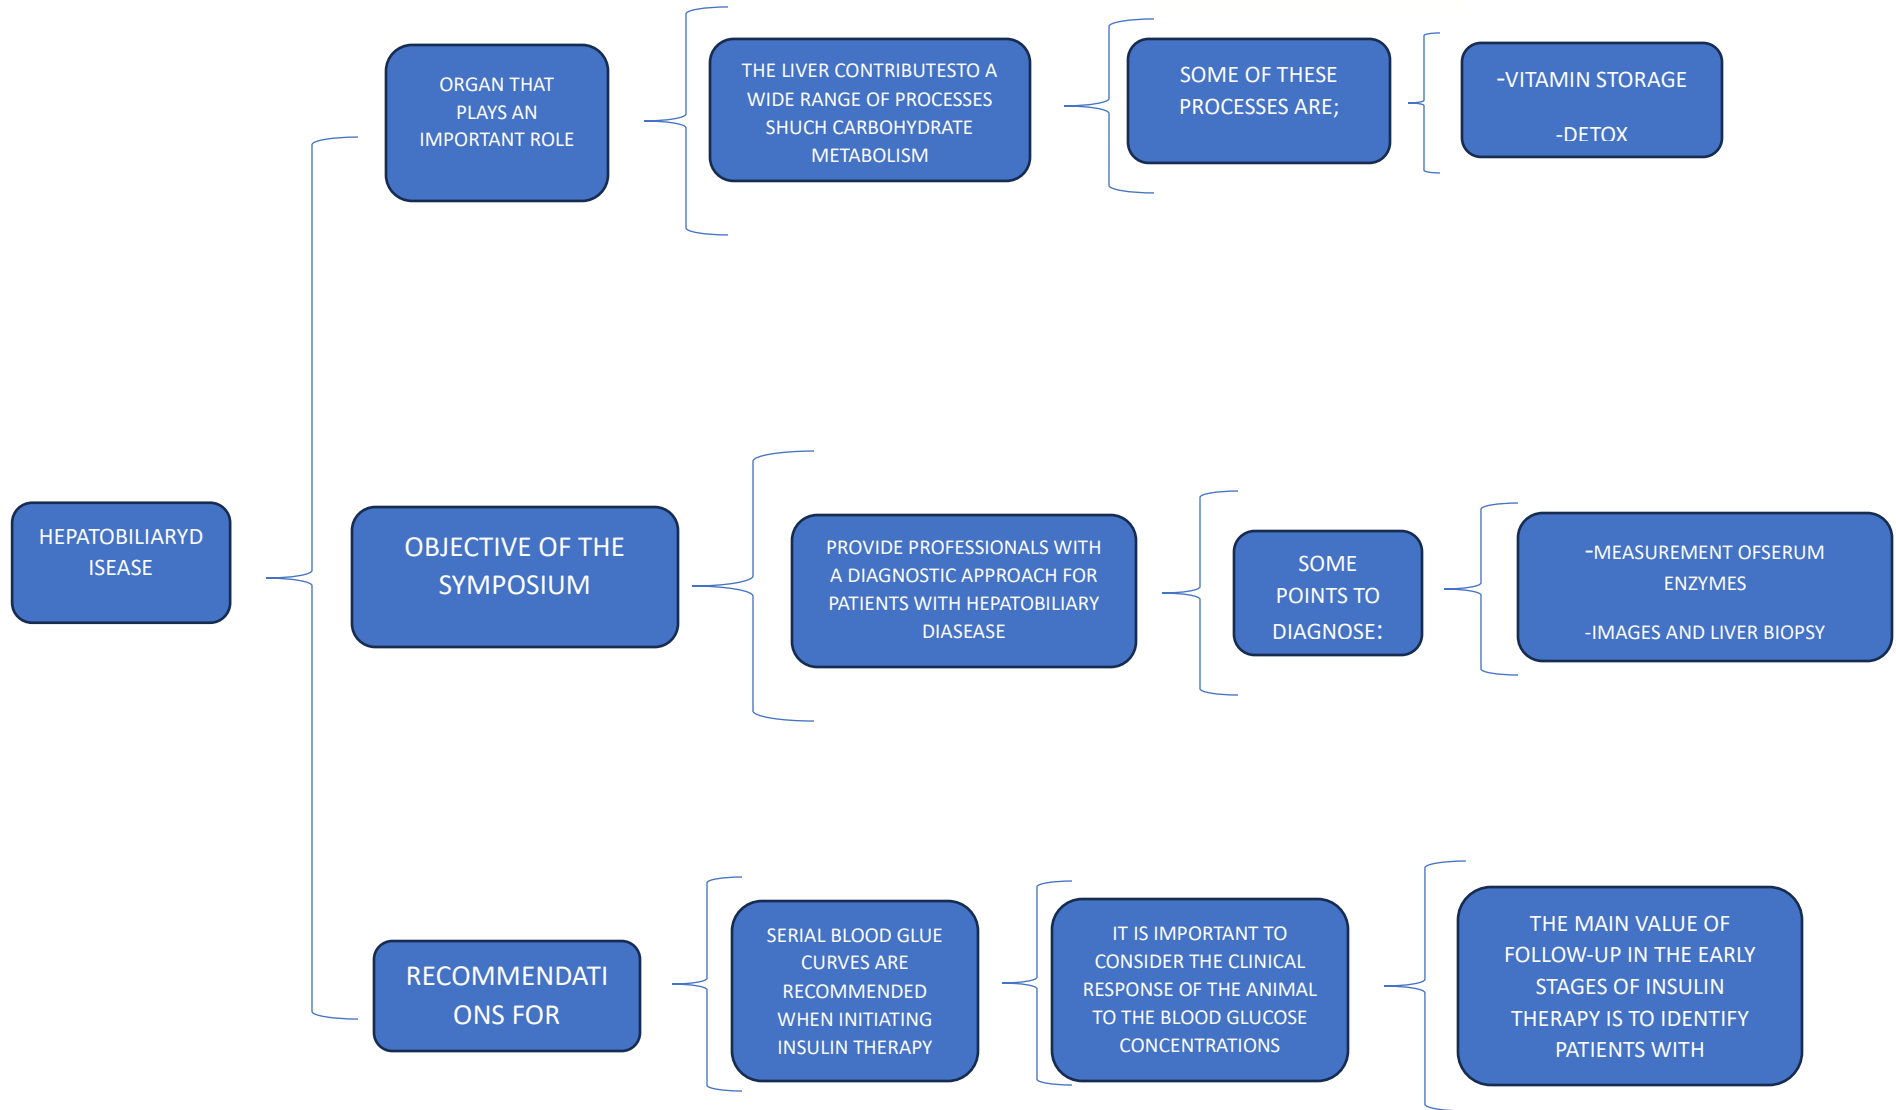 HEPATOBILIARYD
ISEASE
ORGAN THAT
PLAYS AN
IMPORTANT ROLE
THE LIVER CONTRIBUTESTO A
WIDE RANGE OF PROCESSES
SHUCH CARBOHYDRATE
METABOLISM
SOME OF THESE
PROCESSES ARE;
-VITAMIN STORAGE
-DETOX
OBJECTIVE OF THE
SYMPOSIUM
PROVIDE PROFESSIONALS WITH
A DIAGNOSTIC APPROACH FOR
PATIENTS WITH HEPATOBILIARY
DIASEASE
SOME
POINTS TO
DIAGNOSE:
-MEASUREMENT OFSERUM
ENZYMES
-IMAGES AND LIVER BIOPSY
RECOMMENDATI
ONS FOR
SERIAL BLOOD GLUE
CURVES ARE
RECOMMENDED
WHEN INITIATING
INSULIN THERAPY
IT IS IMPORTANT TO
CONSIDER THE CLINICAL
RESPONSE OF THE ANIMAL
TO THE BLOOD GLUCOSE
CONCENTRATIONS
THE MAIN VALUE OF
FOLLOW-UP IN THE EARLY
STAGES OF INSULIN
THERAPY IS TO IDENTIFY
PATIENTS WITH